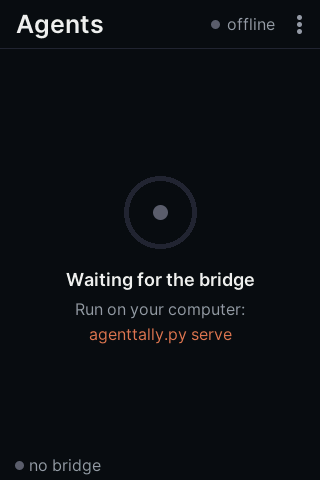 Agents
offline
Waiting for the bridge
Run on your computer:
agenttally.py serve
no bridge